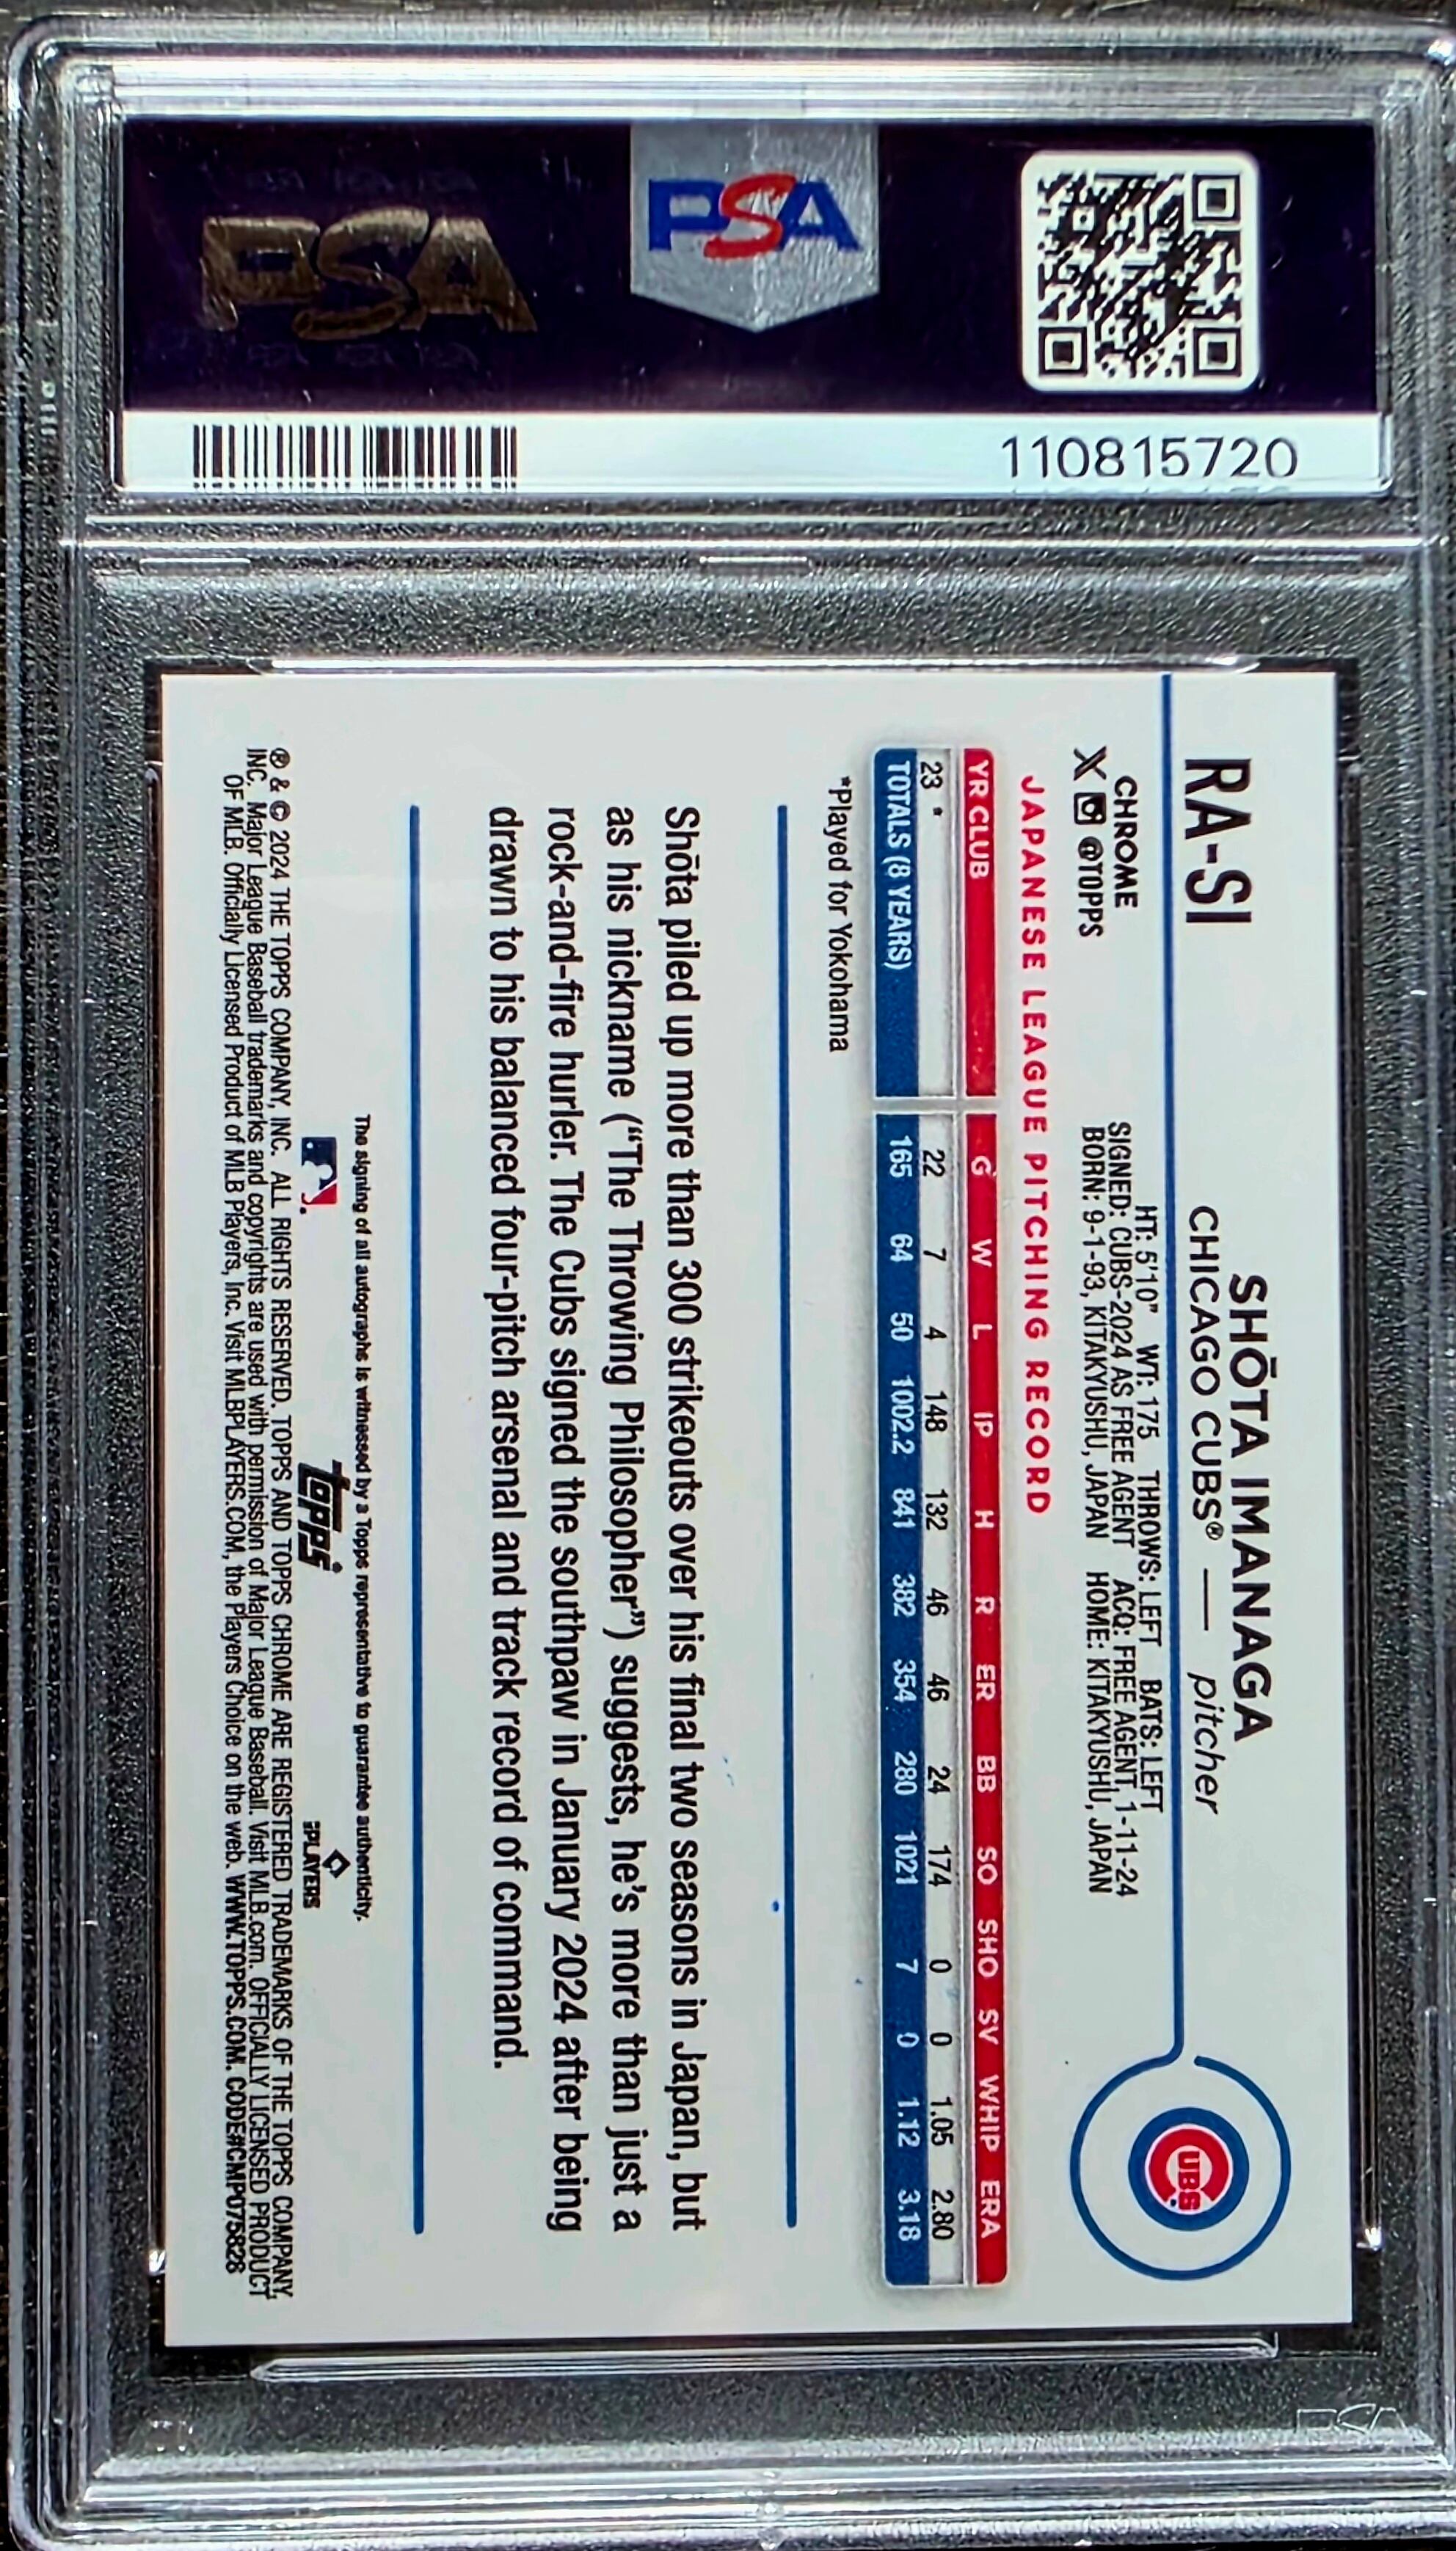 PSA
PSA
110815720
RA-SI
SHŌTA IMANAGA
CHICAGO CUBS® — pitcher
CUBS
HT: 5'10" WT: 175 THROWS: LEFT BATS: LEFT
CHROME SIGNED: CUBS-2024 AS FREE AGENT ACQ: FREE AGENT, 1-11-24
X @TOPPS BORN: 9-1-93, KITAKYUSHU, JAPAN HOME: KITAKYUSHU, JAPAN
JAPANESE LEAGUE PITCHING RECORD
YR CLUB G W L IP H R ER BB SO SHO SV WHIP ERA
23 * 22 7 4 148 132 46 46 24 174 0 0 1.05 2.80
TOTALS (8 YEARS) 165 64 50 1002.2 841 382 354 280 1021 7 0 1.12 3.18
*Played for Yokohama
Shōta piled up more than 300 strikeouts over his final two seasons in Japan, but
as his nickname (“The Throwing Philosopher”) suggests, he’s more than just a
rock-and-fire hurler. The Cubs signed the southpaw in January 2024 after being
drawn to his balanced four-pitch arsenal and track record of command.
The signing of all autographs is witnessed by a Topps representative to guarantee authenticity.
topps
PLAYERS
® & © 2024 THE TOPPS COMPANY, INC. ALL RIGHTS RESERVED. TOPPS AND TOPPS CHROME ARE REGISTERED TRADEMARKS OF THE TOPPS COMPANY,
INC. Major League Baseball trademarks and copyrights are used with permission of Major League Baseball. Visit MLB.com. OFFICIALLY LICENSED PRODUCT
OF MLB. Officially Licensed Product of MLB Players, Inc. Visit MLBPLAYERS.COM, the Players Choice on the web. WWW.TOPPS.COM. CODE#CMP075828
PSA